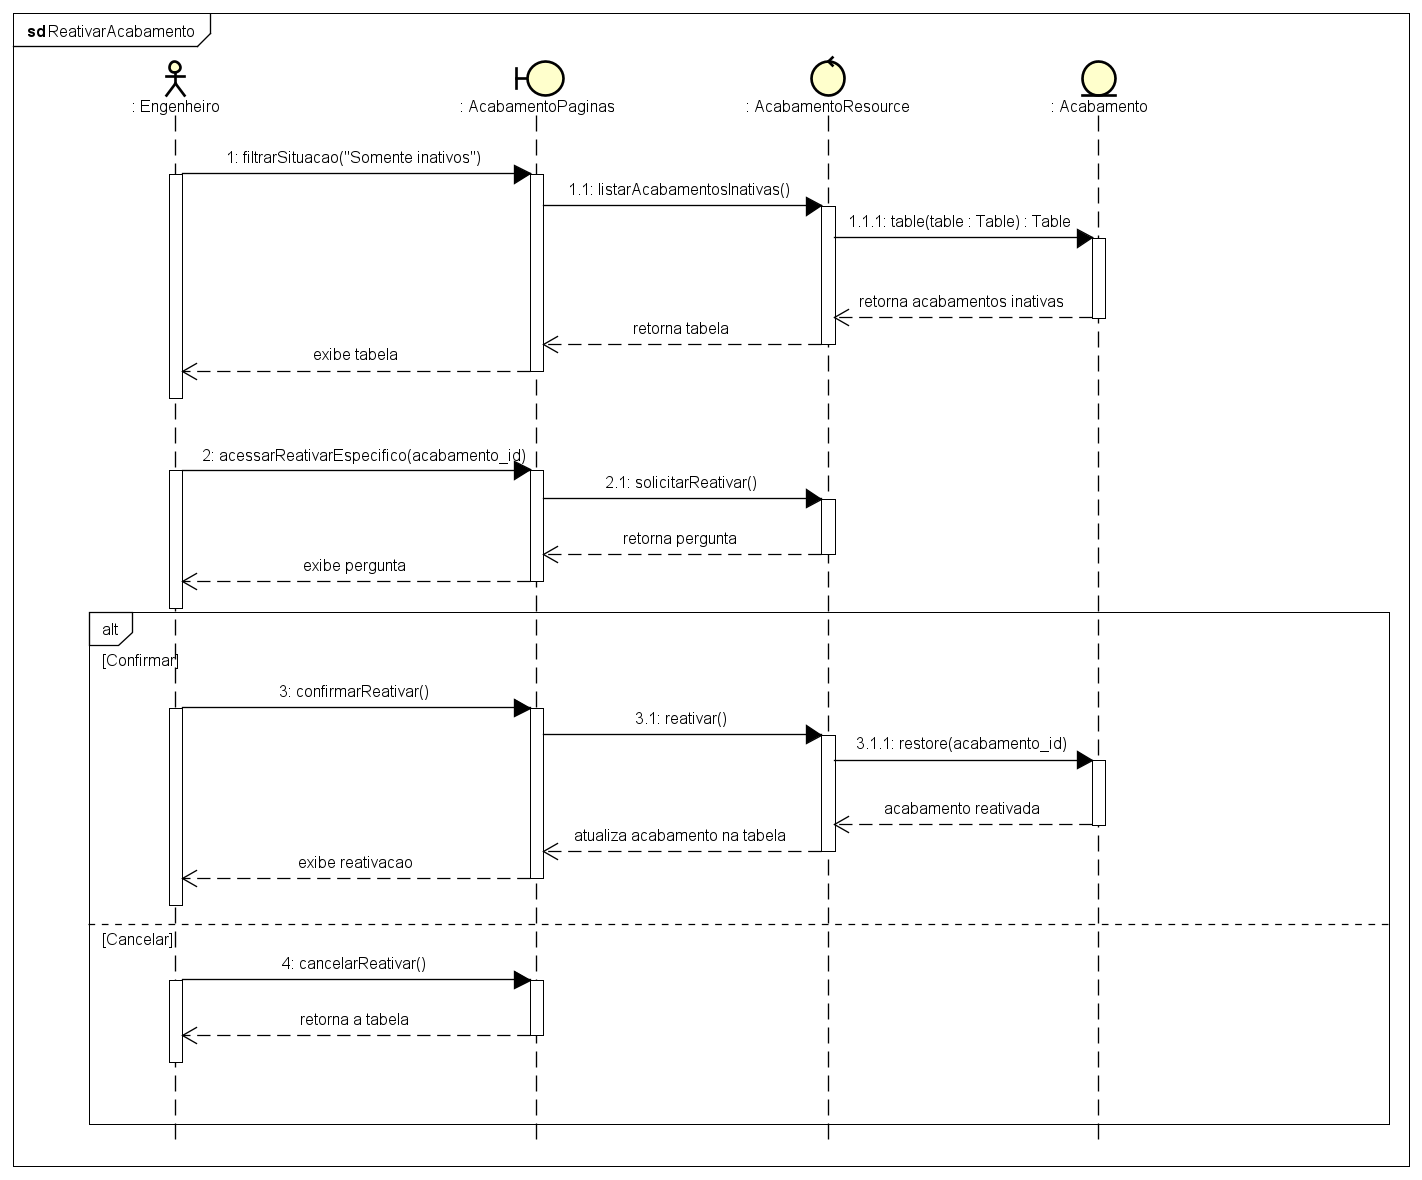 sd ReativarAcabamento
: Engenheiro
: AcabamentoPaginas
: AcabamentoResource
: Acabamento
1: filtrarSituacao("Somente inativos")
1.1: listarAcabamentosInativas()
1.1.1: table(table : Table) : Table
retorna acabamentos inativas
retorna tabela
exibe tabela
2: acessarReativarEspecifico(acabamento_id)
2.1: solicitarReativar()
retorna pergunta
exibe pergunta
alt
[Confirmar]
3: confirmarReativar()
3.1: reativar()
3.1.1: restore(acabamento_id)
acabamento reativada
atualiza acabamento na tabela
exibe reativacao
[Cancelar]
4: cancelarReativar()
retorna a tabela